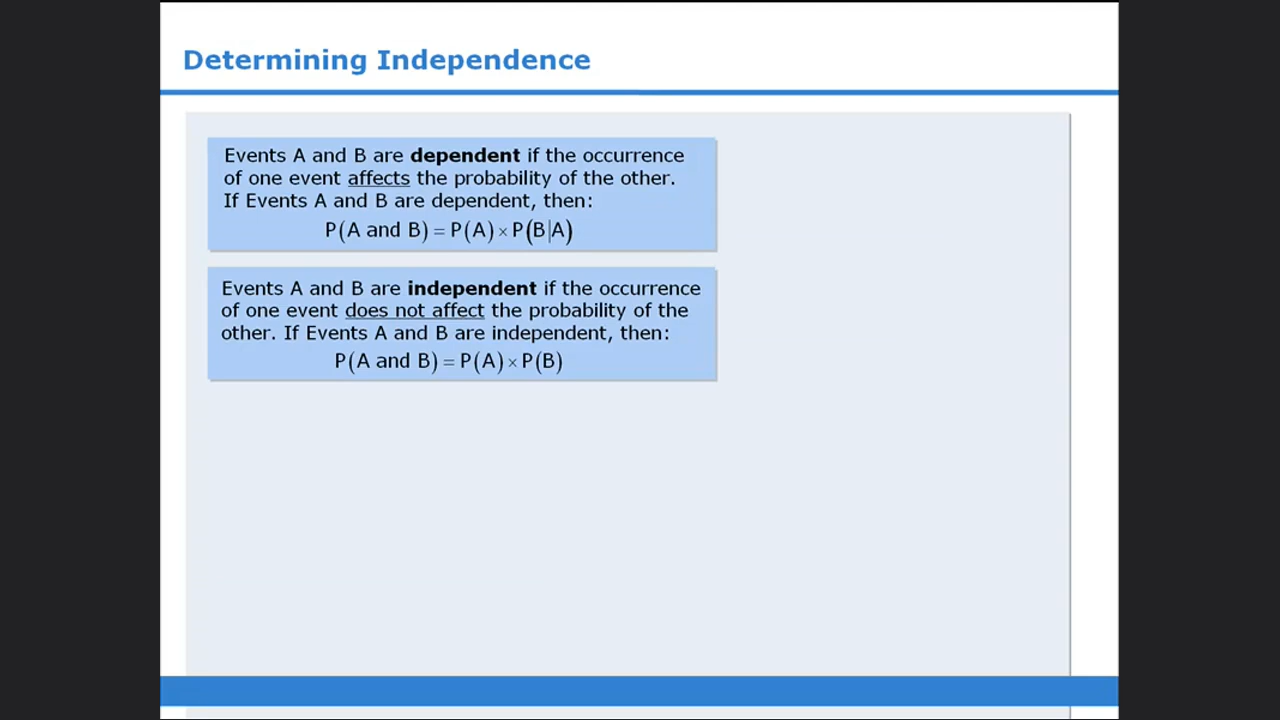 Determining Independence
Events A and B are dependent if the occurrence
of one event affects the probability of the other.
If Events A and B are dependent, then:
P(A and B) = P(A) × P(B|A)
Events A and B are independent if the occurrence
of one event does not affect the probability of the
other. If Events A and B are independent, then:
P(A and B) = P(A) × P(B)